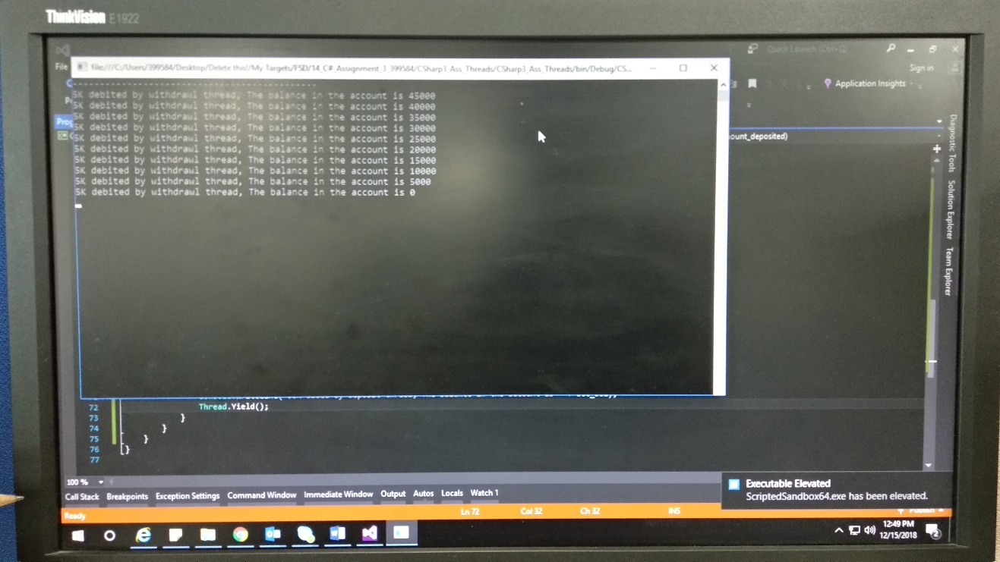 ThinkVision E1922
Quick Launch (Ctrl+Q)
File
Sign in
file:///C:/Users/399584/Desktop/Delete this!/My Targets/FSD/14_C#_Assignment_3_399584/CSharp3_Ass_Threads/CSharp3_Ass_Threads/bin/Debug/CS...
Application Insights
5K debited by withdrawl thread, The balance in the account is 45000
5K debited by withdrawl thread, The balance in the account is 40000
5K debited by withdrawl thread, The balance in the account is 35000
5K debited by withdrawl thread, The balance in the account is 30000
5K debited by withdrawl thread, The balance in the account is 25000
5K debited by withdrawl thread, The balance in the account is 20000
5K debited by withdrawl thread, The balance in the account is 15000
5K debited by withdrawl thread, The balance in the account is 10000
5K debited by withdrawl thread, The balance in the account is 5000
5K debited by withdrawl thread, The balance in the account is 0
Prog
ount_deposited)
Diagnostic Tools
Solution Explorer
Team Explorer
72 Thread.Yield();
73 }
74 }
75 }
76 }
77
100 %
Call Stack Breakpoints Exception Settings Command Window Immediate Window Output Autos Locals Watch 1
Executable Elevated
ScriptedSandbox64.exe has been elevated.
Ready Ln 72 Col 32 Ch 32 INS Publish
12:49 PM
12/15/2018
2